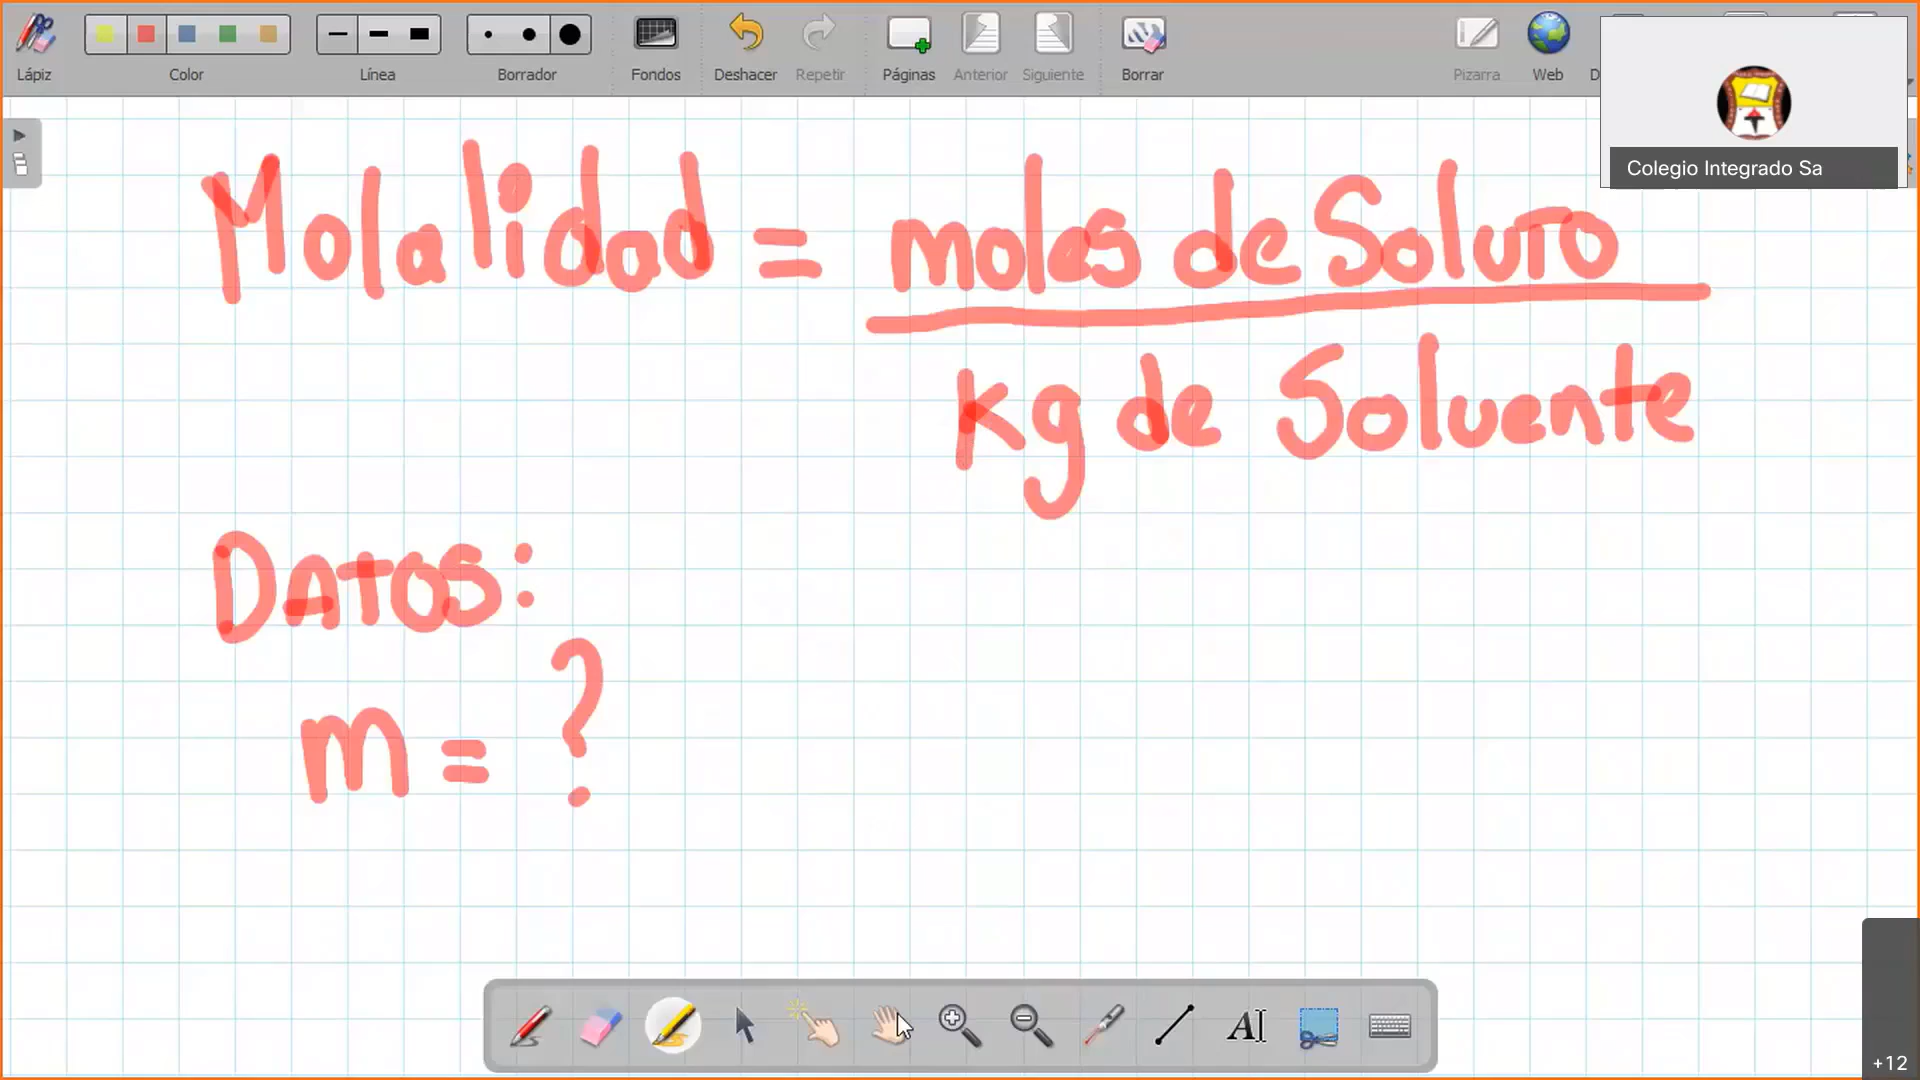 Lápiz Color Línea Borrador Fondos Deshacer Repetir Páginas Anterior Siguiente Borrar Pizarra Web D
Colegio Integrado Sa
Molalidad = moles de Soluto
kg de Solvente
DATOS:
m = ?
+12